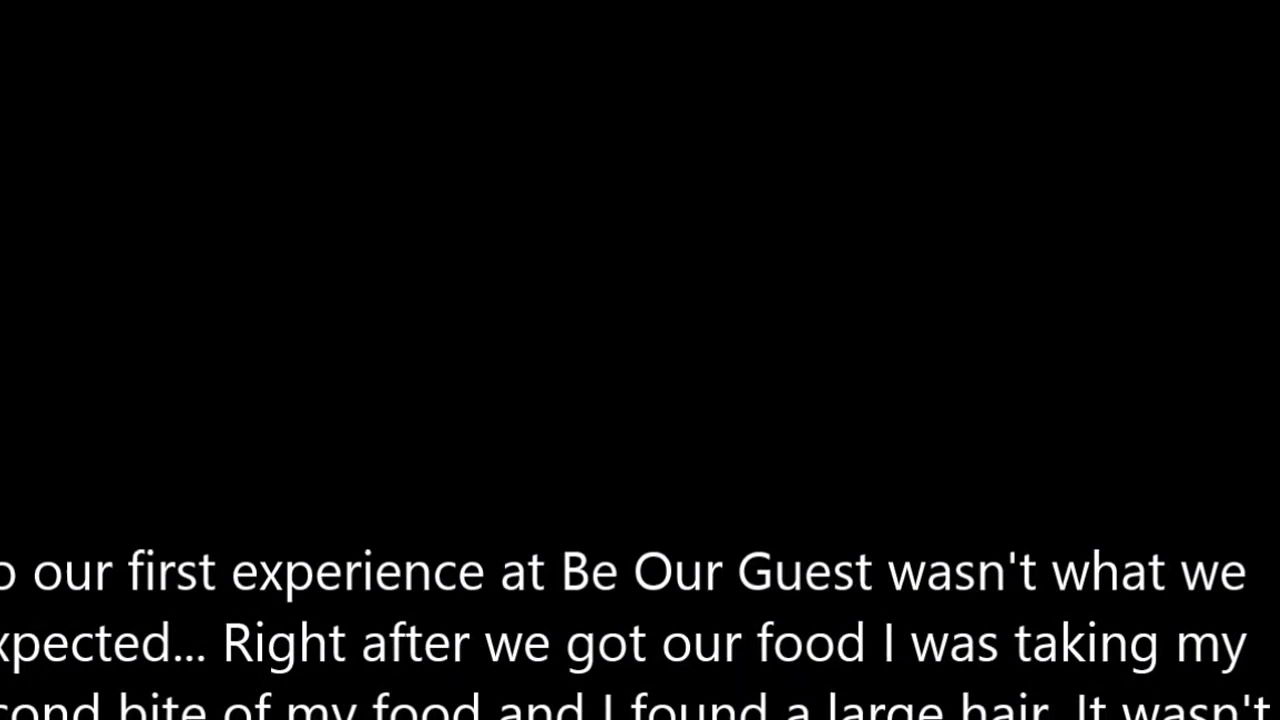 o our first experience at Be Our Guest wasn't what we
xpected... Right after we got our food I was taking my
cond bite of my food and I found a large hair. It wasn't